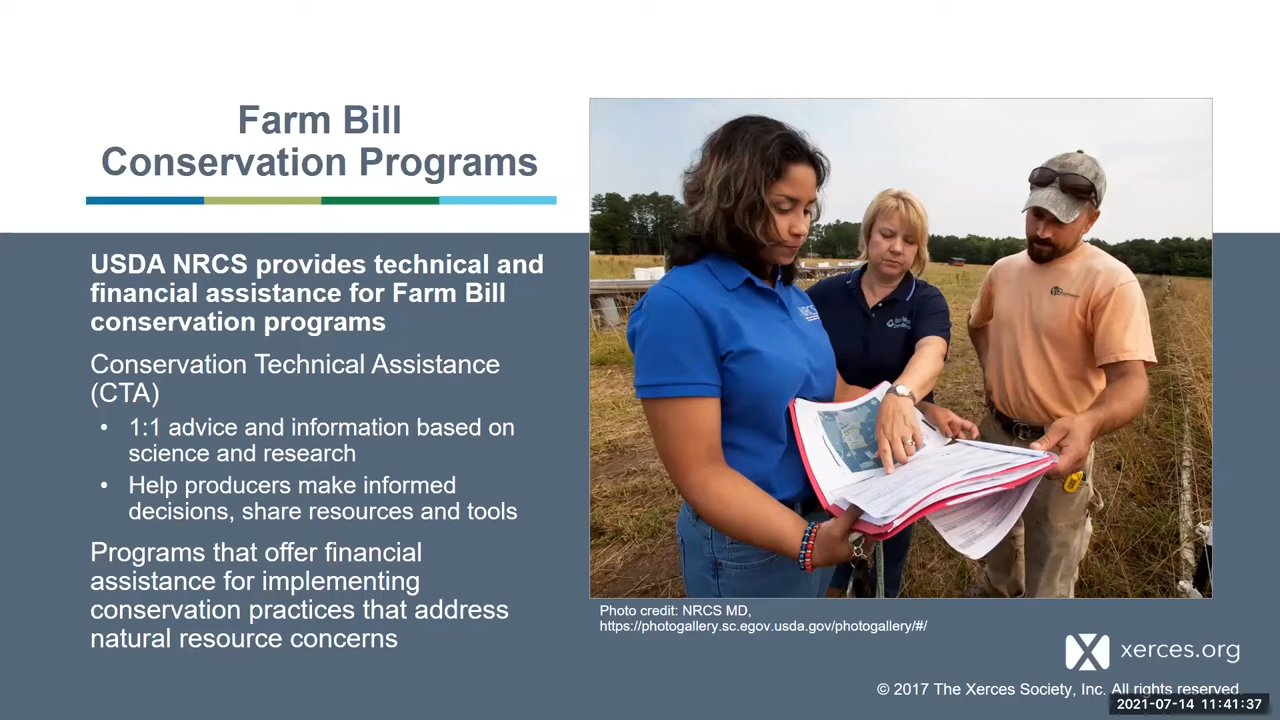 Farm Bill
Conservation Programs
USDA NRCS provides technical and
financial assistance for Farm Bill
conservation programs
Conservation Technical Assistance
(CTA)
• 1:1 advice and information based on
science and research
• Help producers make informed
decisions, share resources and tools
Programs that offer financial
assistance for implementing
conservation practices that address
natural resource concerns
NRCS
Photo credit: NRCS MD,
https://photogallery.sc.egov.usda.gov/photogallery/#/
xerces.org
© 2017 The Xerces Society, Inc. All rights reserved.
2021-07-14 11:41:37